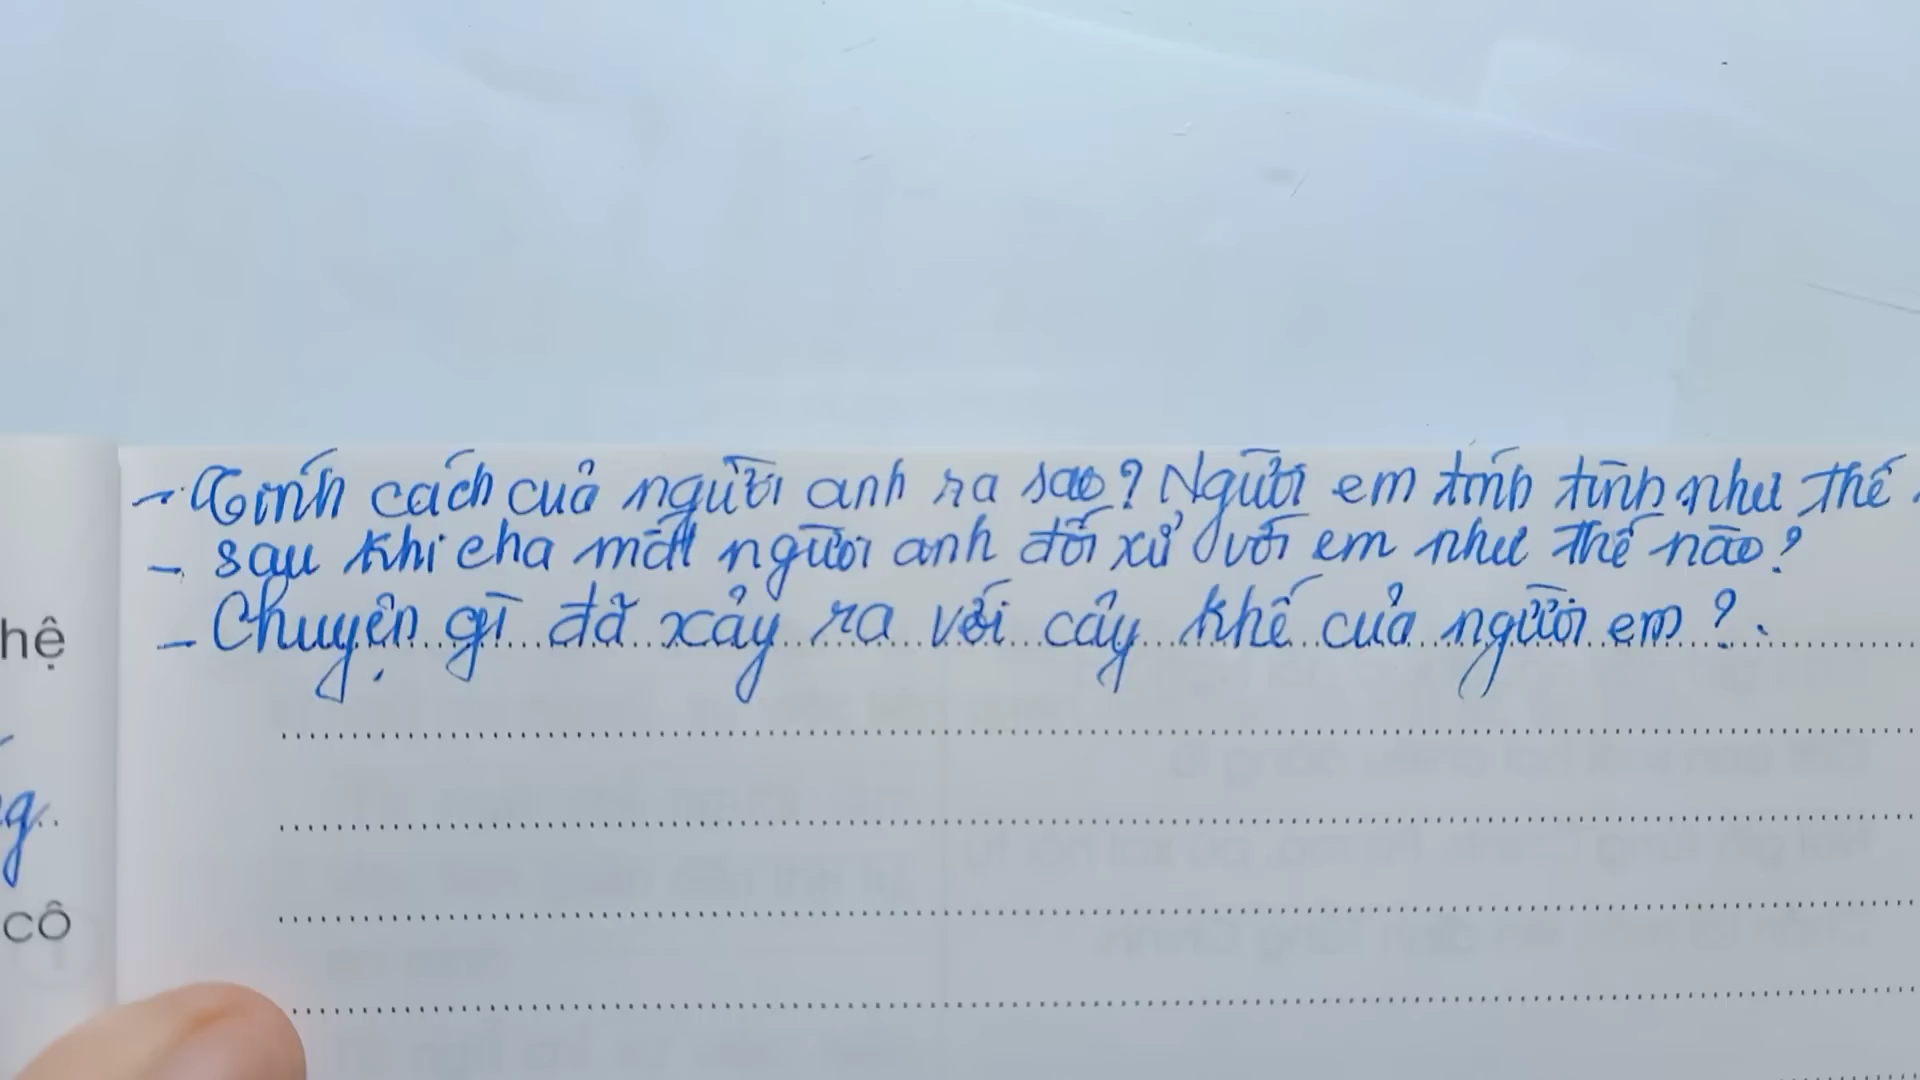 - Tính cách cuả người anh ra sao? Người em tính tình như thế
- sau khi cha mất người anh đối xử với em như thế nào?
- Chuyện gì đã xảy ra với cây khế của người em?.
hệ
g.
cô